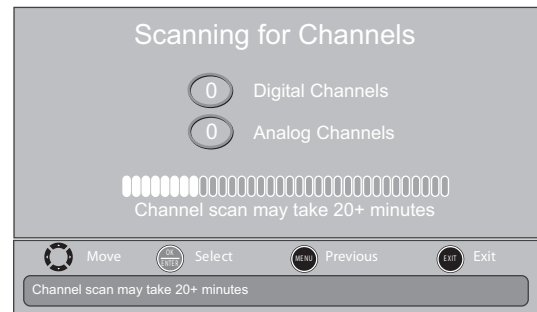 Scanning for Channels
0 Digital Channels
0 Analog Channels
Channel scan may take 20+ minutes
Move OK ENTER Select MENU Previous EXIT Exit
Channel scan may take 20+ minutes